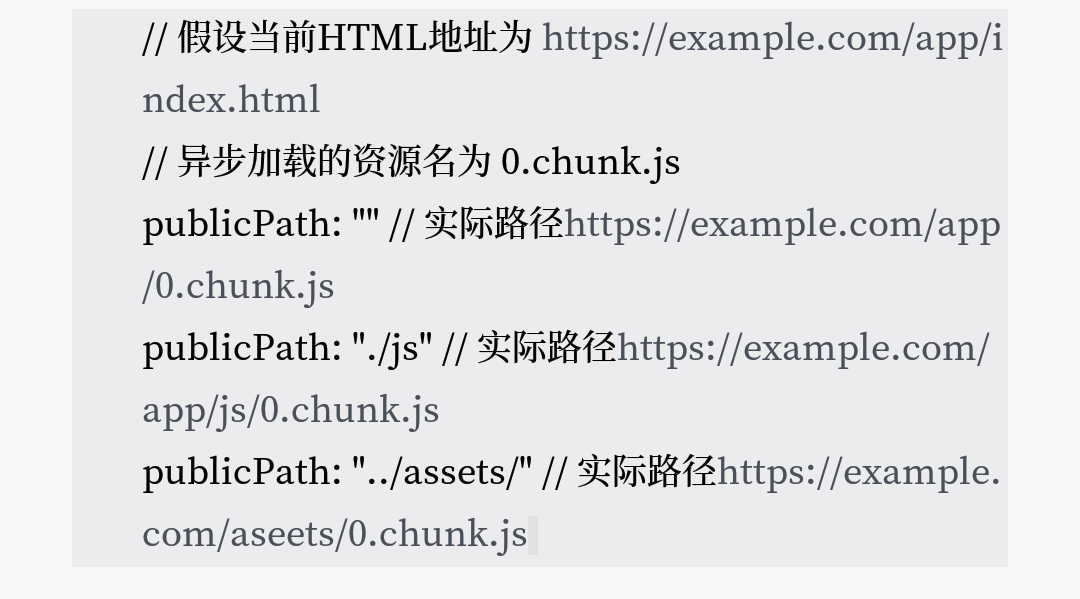 // 假设当前HTML地址为 https://example.com/app/i
ndex.html
// 异步加载的资源名为 0.chunk.js
publicPath: "" // 实际路径https://example.com/app
/0.chunk.js
publicPath: "./js" // 实际路径https://example.com/
app/js/0.chunk.js
publicPath: "../assets/" // 实际路径https://example.
com/aseets/0.chunk.js